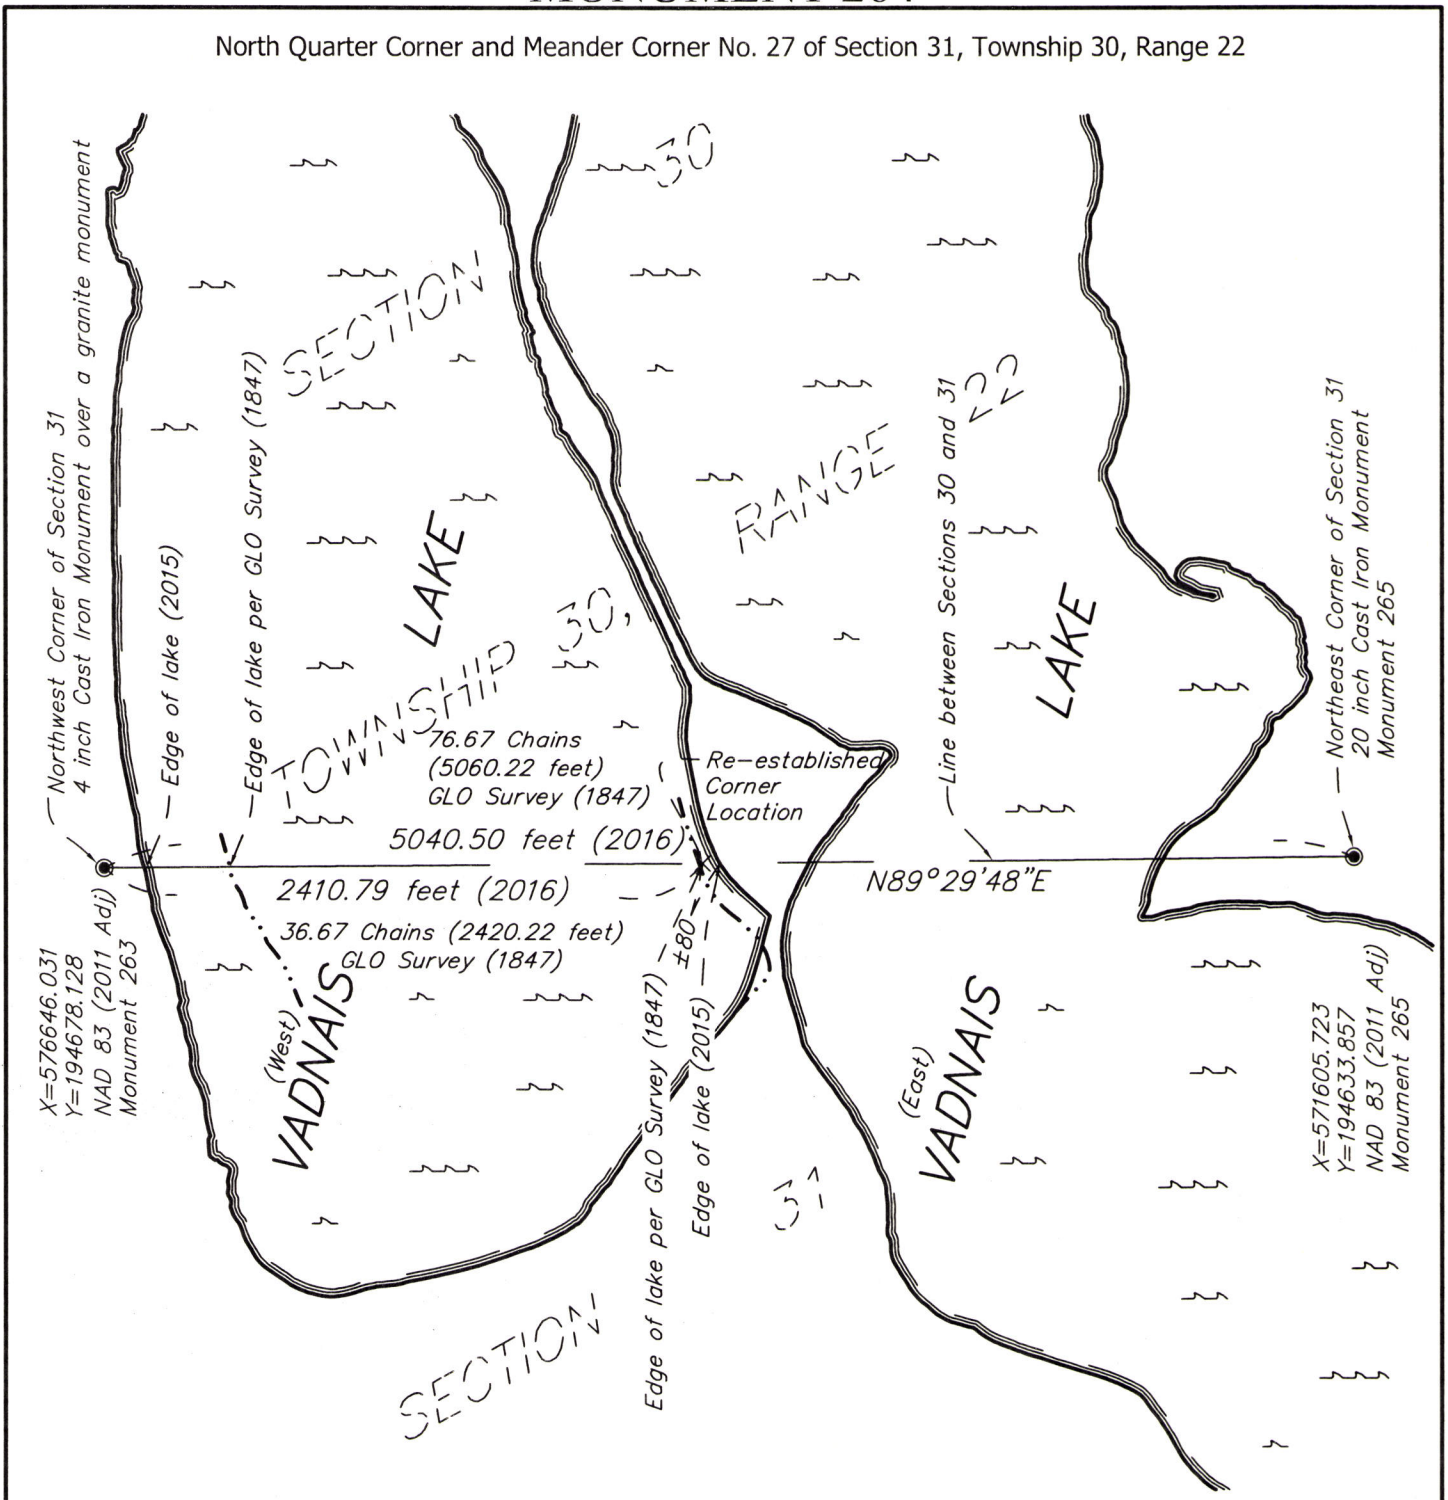 North Quarter Corner and Meander Corner No. 27 of Section 31, Township 30, Range 22
SECTION
30
TOWNSHIP 30,
RANGE 22
Northwest Corner of Section 31
4 inch Cast Iron Monument over a granite monument
Edge of lake (2015)
Edge of lake per GLO Survey (1847)
LAKE
76.67 Chains
(5060.22 feet)
GLO Survey (1847)
Re-established
Corner
Location
Line between Sections 30 and 31
LAKE
Northeast Corner of Section 31
20 inch Cast Iron Monument
Monument 265
5040.50 feet (2016)
2410.79 feet (2016)
N89°29'48"E
36.67 Chains (2420.22 feet)
GLO Survey (1847)
±80
X=576646.031
Y=194678.128
NAD 83 (2011 Adj)
Monument 263
(West)
VADNAIS
Edge of lake per GLO Survey (1847)
Edge of lake (2015)
(East)
VADNAIS
X=571605.723
Y=194633.857
NAD 83 (2011 Adj)
Monument 265
SECTION
31